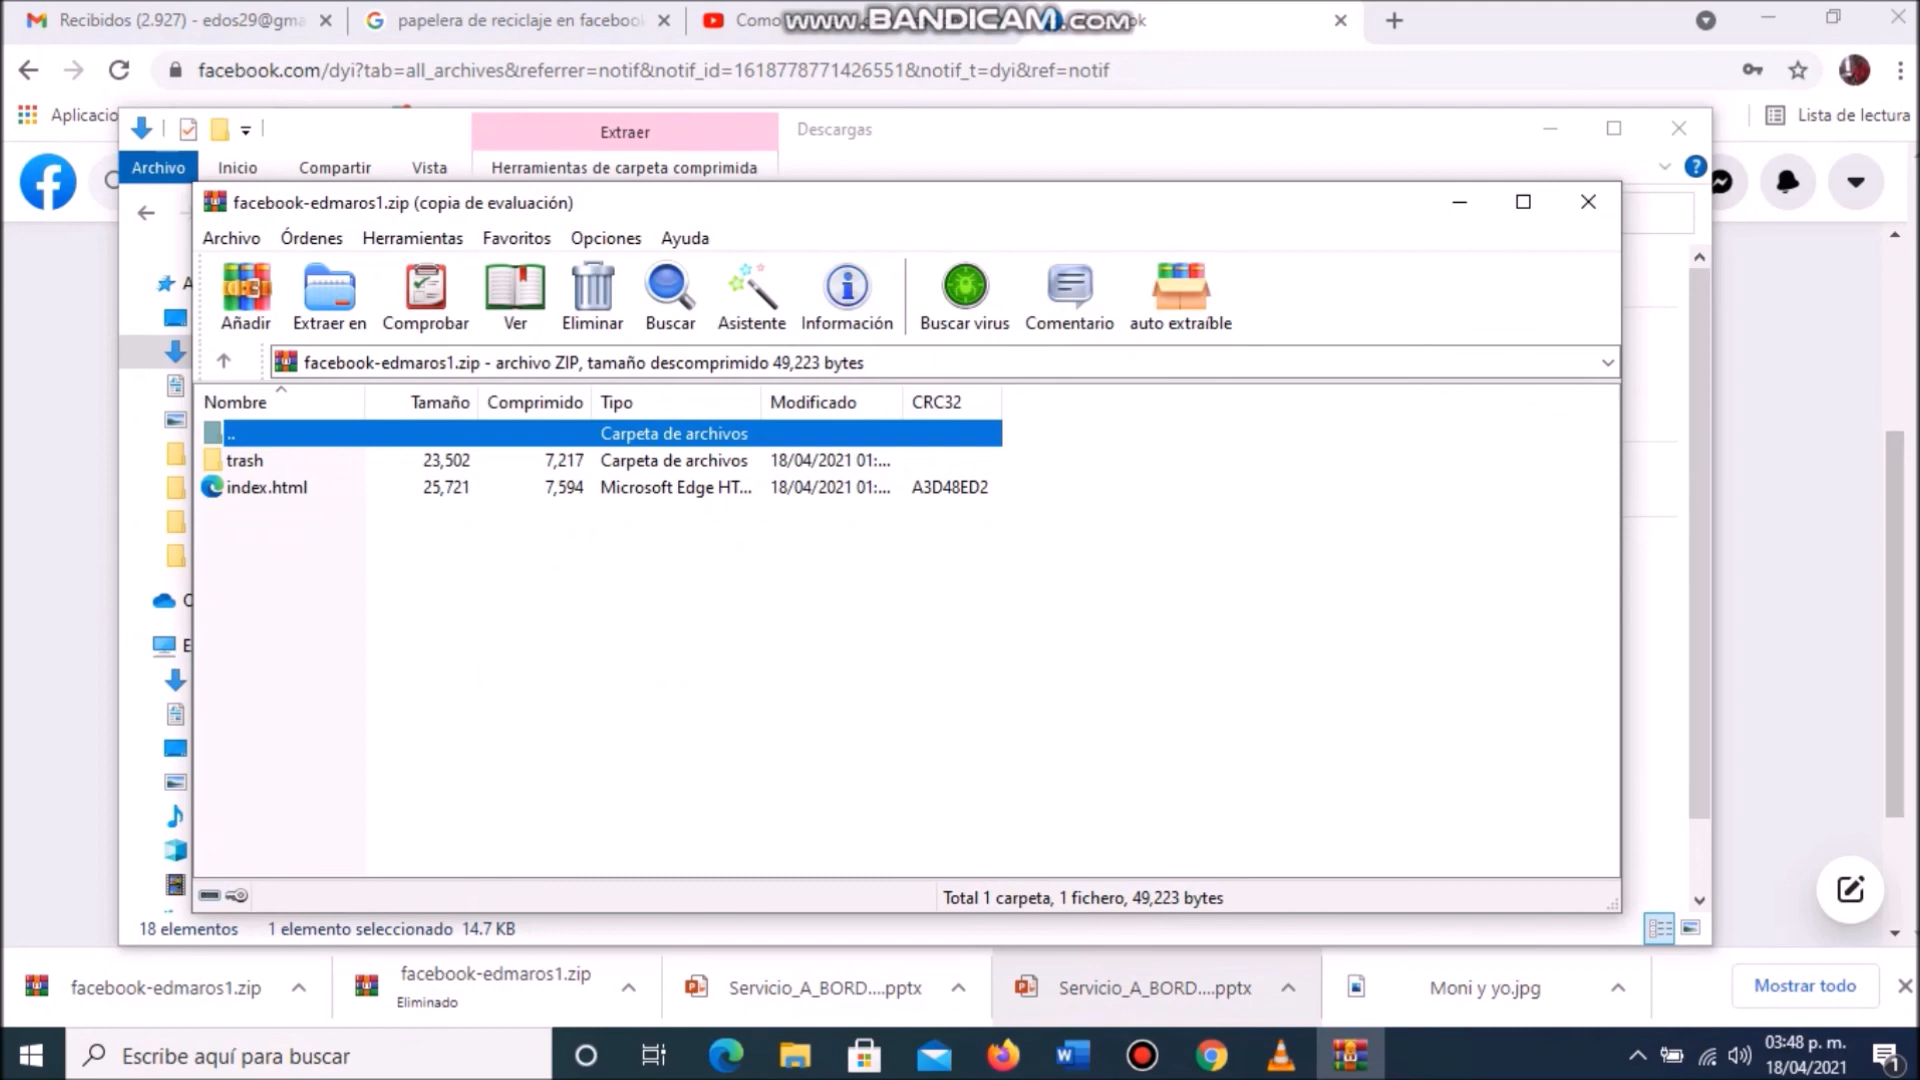 Recibidos (2.927) - edos29@gma
papelera de reciclaje en facebook
Como
www.BANDICAM.com
ok
facebook.com/dyi?tab=all_archives&referrer=notif&notif_id=1618778771426551&notif_t=dyi&ref=notif
Aplicacio
Lista de lectura
Extraer
Descargas
Archivo
Inicio
Compartir
Vista
Herramientas de carpeta comprimida
facebook-edmaros1.zip (copia de evaluación)
Archivo
Órdenes
Herramientas
Favoritos
Opciones
Ayuda
Añadir
Extraer en
Comprobar
Ver
Eliminar
Buscar
Asistente
Información
Buscar virus
Comentario
auto extraíble
facebook-edmaros1.zip - archivo ZIP, tamaño descomprimido 49,223 bytes
Nombre
Tamaño
Comprimido
Tipo
Modificado
CRC32
..
Carpeta de archivos
trash
23,502
7,217
Carpeta de archivos
18/04/2021 01:...
index.html
25,721
7,594
Microsoft Edge HT...
18/04/2021 01:...
A3D48ED2
Total 1 carpeta, 1 fichero, 49,223 bytes
18 elementos
1 elemento seleccionado 14.7 KB
facebook-edmaros1.zip
facebook-edmaros1.zip
Eliminado
Servicio_A_BORD....pptx
Servicio_A_BORD....pptx
Moni y yo.jpg
Mostrar todo
Escribe aquí para buscar
03:48 p. m.
18/04/2021
1